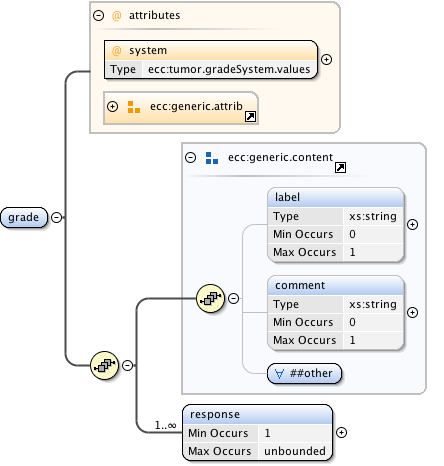 attributes
@ system
Type ecc:tumor.gradeSystem.values
ecc:generic.attrib
ecc:generic.content
label
Type xs:string
Min Occurs 0
Max Occurs 1
grade
comment
Type xs:string
Min Occurs 0
Max Occurs 1
∀ ##other
1..∞
response
Min Occurs 1
Max Occurs unbounded